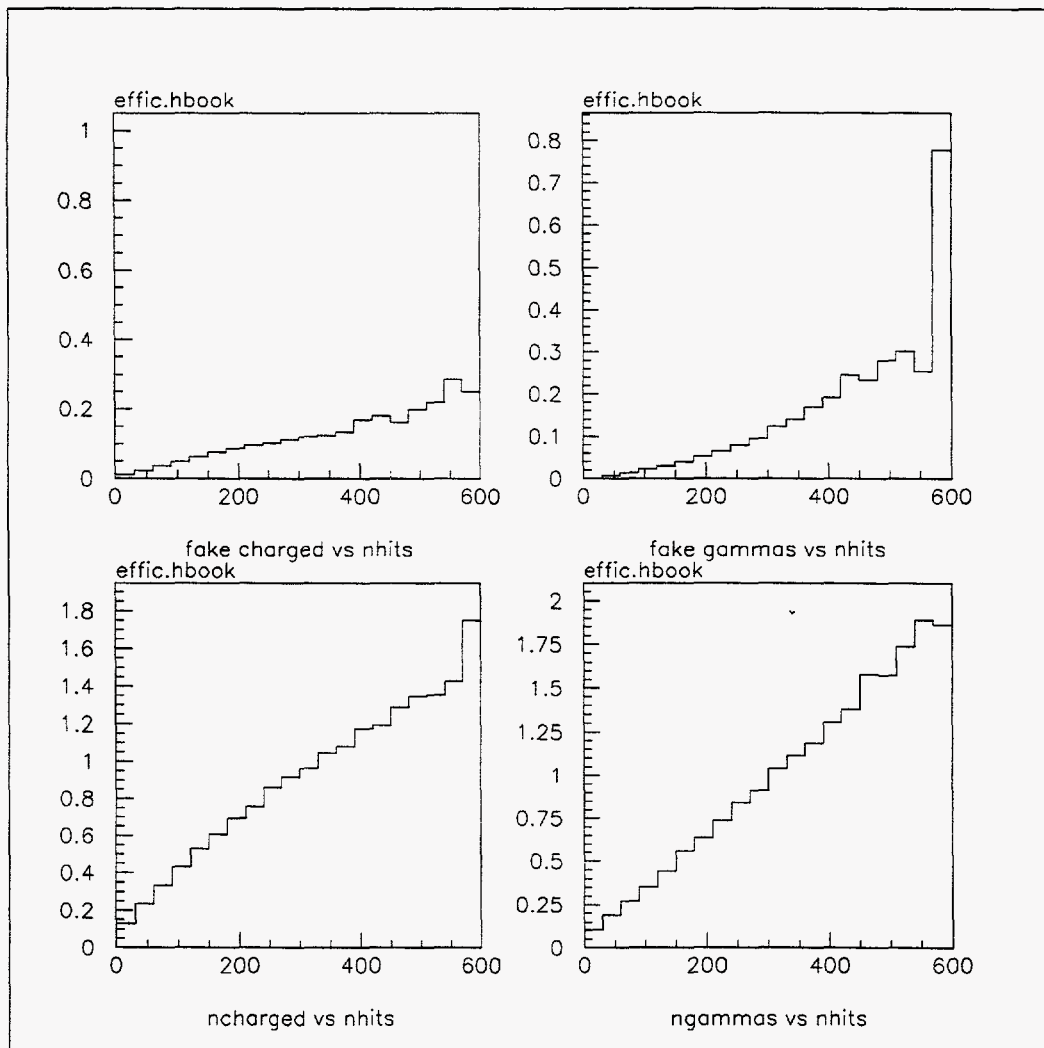 effic.hbook
1
0.8
0.6
0.4
0.2
0
0 200 400 600
fake charged vs nhits
effic.hbook
0.8
0.7
0.6
0.5
0.4
0.3
0.2
0.1
0
0 200 400 600
fake gammas vs nhits
effic.hbook
1.8
1.6
1.4
1.2
1
0.8
0.6
0.4
0.2
0
0 200 400 600
ncharged vs nhits
effic.hbook
2
1.75
1.5
1.25
1
0.75
0.5
0.25
0
0 200 400 600
ngammas vs nhits